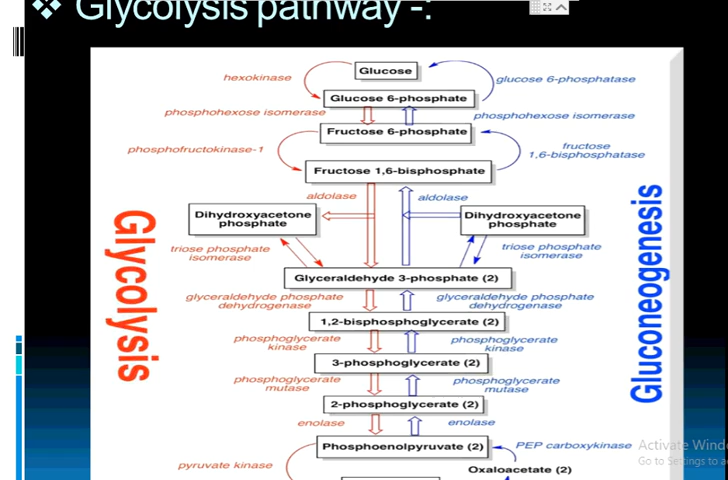 ❖ Glycolysis pathway -:
Glucose
hexokinase
glucose 6-phosphatase
Glucose 6-phosphate
phosphohexose isomerase
phosphohexose isomerase
Fructose 6-phosphate
phosphofructokinase-1
fructose
1,6-bisphosphatase
Fructose 1,6-bisphosphate
aldolase
aldolase
Dihydroxyacetone
phosphate
Dihydroxyacetone
phosphate
triose phosphate
isomerase
triose phosphate
isomerase
Glycolysis
Gluconeogenesis
Glyceraldehyde 3-phosphate (2)
glyceraldehyde phosphate
dehydrogenase
glyceraldehyde phosphate
dehydrogenase
1,2-bisphosphoglycerate (2)
phosphoglycerate
kinase
phosphoglycerate
kinase
3-phosphoglycerate (2)
phosphoglycerate
mutase
phosphoglycerate
mutase
2-phosphoglycerate (2)
enolase
enolase
Phosphoenolpyruvate (2)
PEP carboxykinase
pyruvate kinase
Oxaloacetate (2)
Activate Wind
Go to Settings to a